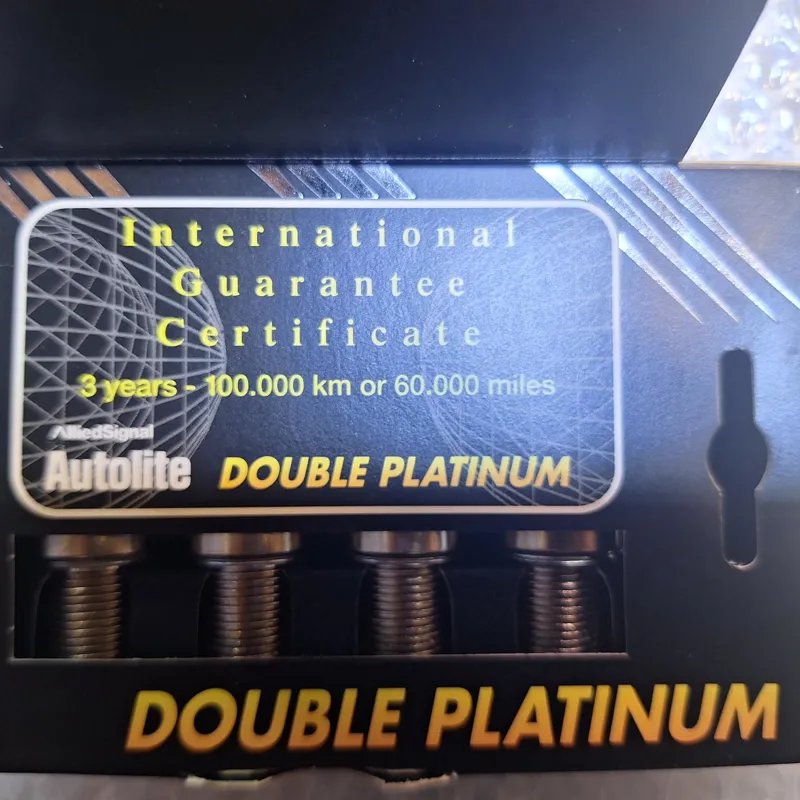 International
Guarantee
Certificate
3 years - 100.000 km or 60.000 miles
AlliedSignal
Autolite DOUBLE PLATINUM
DOUBLE PLATINUM